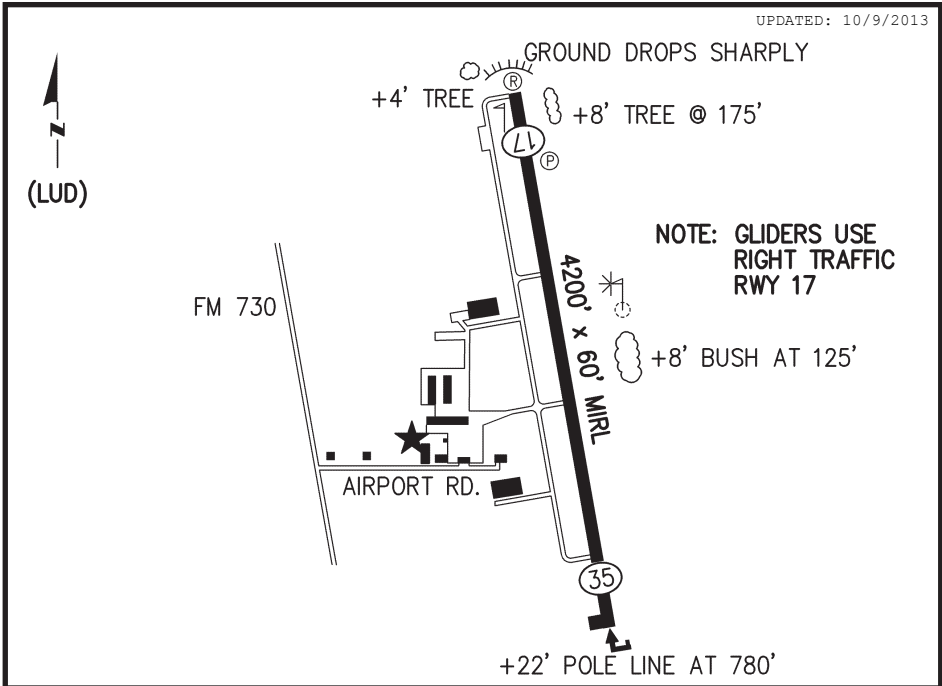 UPDATED: 10/9/2013
GROUND DROPS SHARPLY
R
+4' TREE
+8' TREE @ 175'
17
P
N
(LUD)
NOTE: GLIDERS USE
RIGHT TRAFFIC
RWY 17
FM 730
4200' x 60' MIRL
+8' BUSH AT 125'
AIRPORT RD.
35
+22' POLE LINE AT 780'